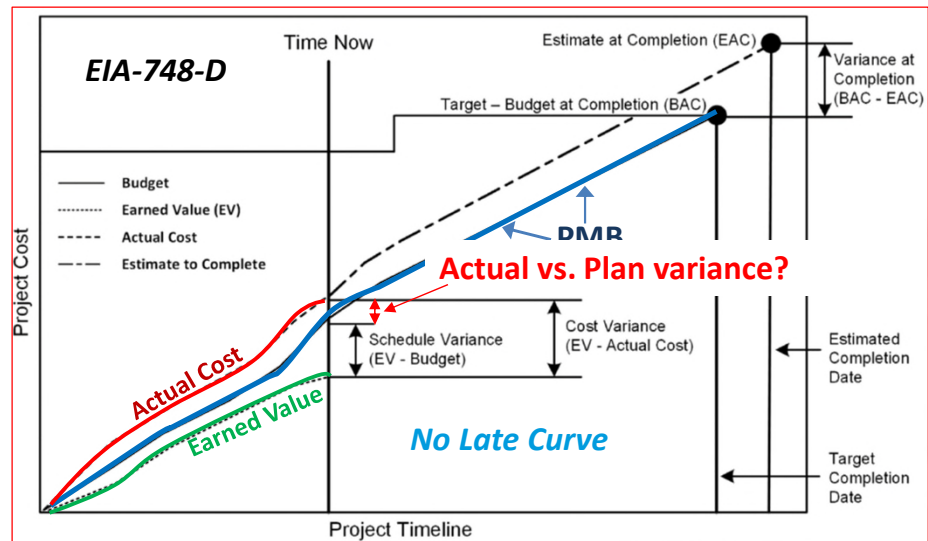 EIA-748-D
Time Now
Estimate at Completion (EAC)
Variance at
Completion
(BAC - EAC)
Target – Budget at Completion (BAC)
Budget
Earned Value (EV)
Actual Cost
Estimate to Complete
PMB
Actual vs. Plan variance?
Project Cost
Actual Cost
Earned Value
Schedule Variance
(EV - Budget)
Cost Variance
(EV - Actual Cost)
Estimated
Completion
Date
No Late Curve
Target
Completion
Date
Project Timeline